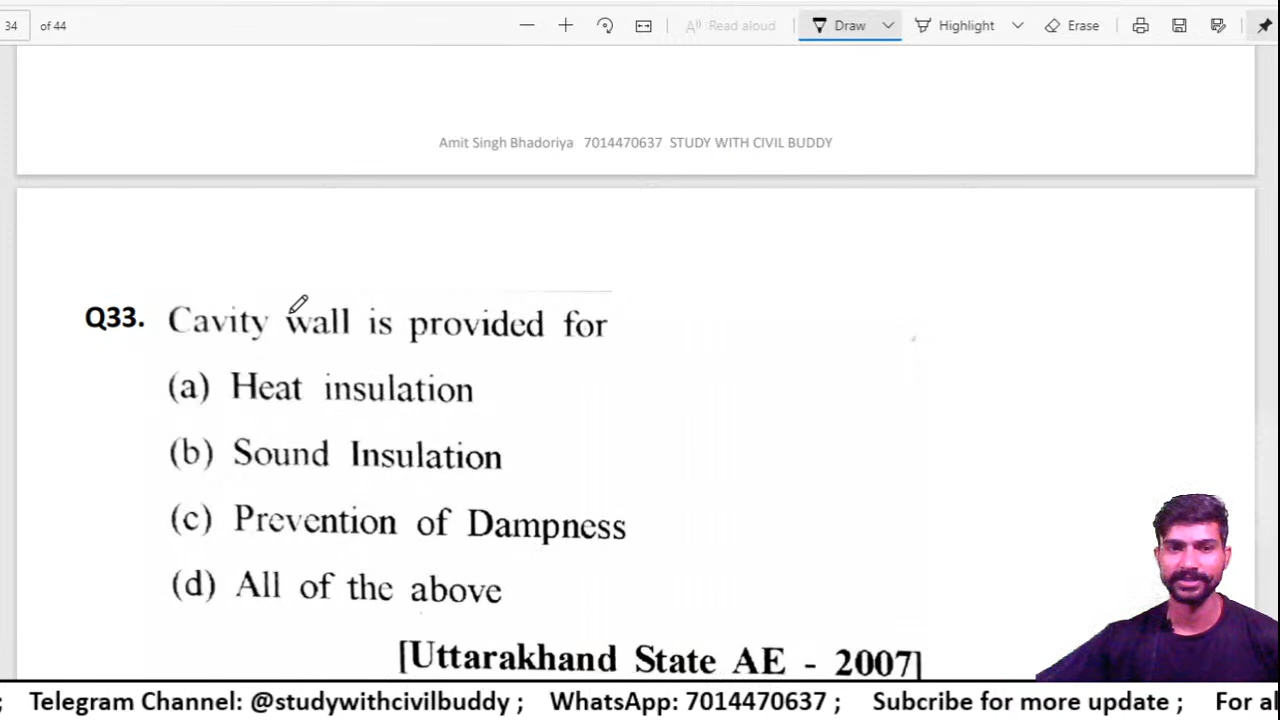 34 of 44 Read aloud Draw Highlight Erase
Amit Singh Bhadoriya 7014470637 STUDY WITH CIVIL BUDDY
Q33. Cavity wall is provided for
(a) Heat insulation
(b) Sound Insulation
(c) Prevention of Dampness
(d) All of the above
[Uttarakhand State AE - 2007]
; Telegram Channel: @studywithcivilbuddy ; WhatsApp: 7014470637 ; Subcribe for more update ; For al